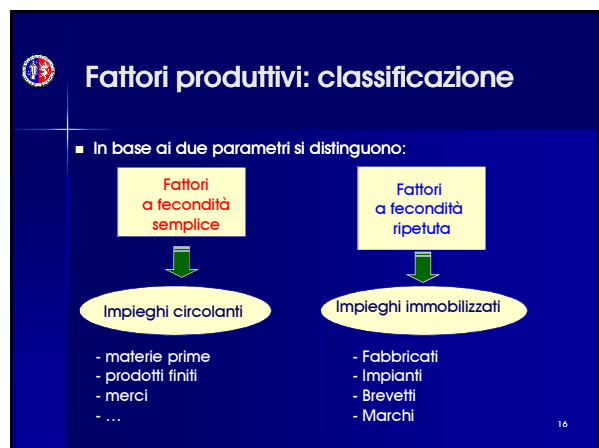 Fattori produttivi: classificazione
In base ai due parametri si distinguono:
Fattori
a fecondità
semplice
Impieghi circolanti
- materie prime
- prodotti finiti
- merci
- ...
Fattori
a fecondità
ripetuta
Impieghi immobilizzati
- Fabbricati
- Impianti
- Brevetti
- Marchi
16